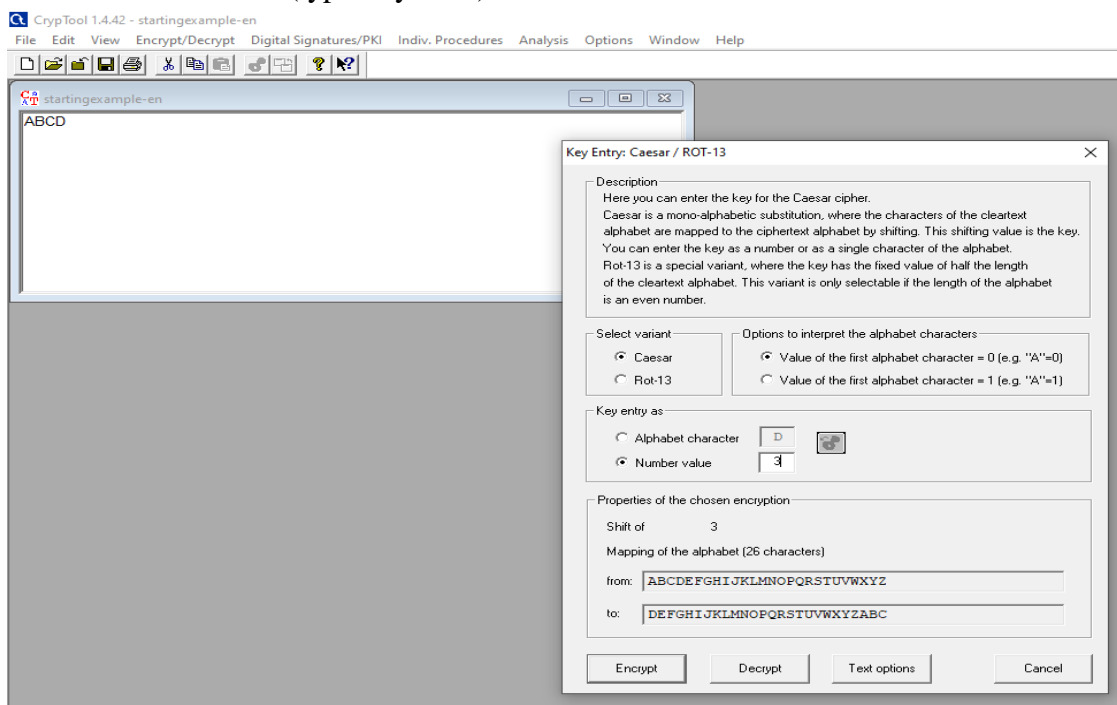 CrypTool 1.4.42 - startingexample-en
File Edit View Encrypt/Decrypt Digital Signatures/PKI Indiv. Procedures Analysis Options Window Help
startingexample-en
ABCD
Key Entry: Caesar / ROT-13
Description
Here you can enter the key for the Caesar cipher.
Caesar is a mono-alphabetic substitution, where the characters of the cleartext
alphabet are mapped to the ciphertext alphabet by shifting. This shifting value is the key.
You can enter the key as a number or as a single character of the alphabet.
Rot-13 is a special variant, where the key has the fixed value of half the length
of the cleartext alphabet. This variant is only selectable if the length of the alphabet
is an even number.
Select variant
Caesar
Rot-13
Options to interpret the alphabet characters
Value of the first alphabet character = 0 (e.g. "A"=0)
Value of the first alphabet character = 1 (e.g. "A"=1)
Key entry as
Alphabet character D
Number value 3
Properties of the chosen encryption
Shift of 3
Mapping of the alphabet (26 characters)
from: ABCDEFGHIJKLMNOPQRSTUVWXYZ
to: DEFGHIJKLMNOPQRSTUVWXYZABC
Encrypt Decrypt Text options Cancel